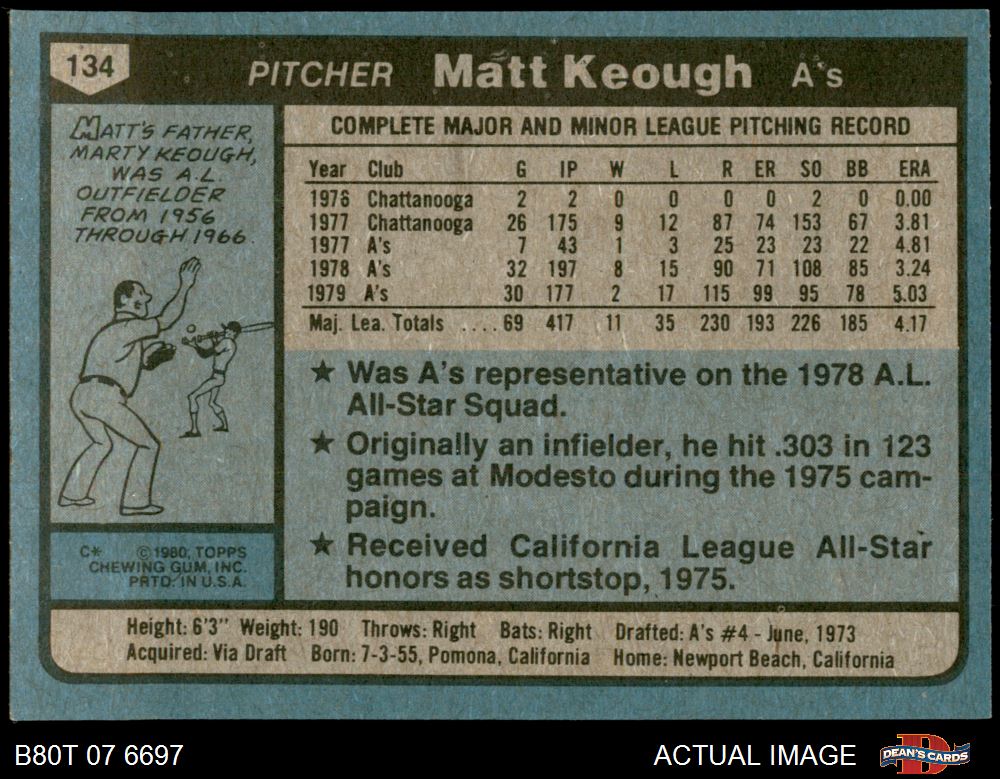 134 PITCHER Matt Keough A's
MATT'S FATHER,
MARTY KEOUGH,
WAS A.L.
OUTFIELDER
FROM 1956
THROUGH 1966.
C* ©1980, TOPPS
CHEWING GUM, INC.
PRTD. IN U.S.A.
COMPLETE MAJOR AND MINOR LEAGUE PITCHING RECORD
Year Club G IP W L R ER SO BB ERA
1976 Chattanooga 2 2 0 0 0 0 2 0 0.00
1977 Chattanooga 26 175 9 12 87 74 153 67 3.81
1977 A's 7 43 1 3 25 23 23 22 4.81
1978 A's 32 197 8 15 90 71 108 85 3.24
1979 A's 30 177 2 17 115 99 95 78 5.03
Maj. Lea. Totals .... 69 417 11 35 230 193 226 185 4.17
★ Was A's representative on the 1978 A.L.
All-Star Squad.
★ Originally an infielder, he hit .303 in 123
games at Modesto during the 1975 cam-
paign.
★ Received California League All-Star
honors as shortstop, 1975.
Height: 6'3" Weight: 190 Throws: Right Bats: Right Drafted: A's #4 - June, 1973
Acquired: Via Draft Born: 7-3-55, Pomona, California Home: Newport Beach, California
B80T 07 6697 ACTUAL IMAGE DEAN'S CARDS